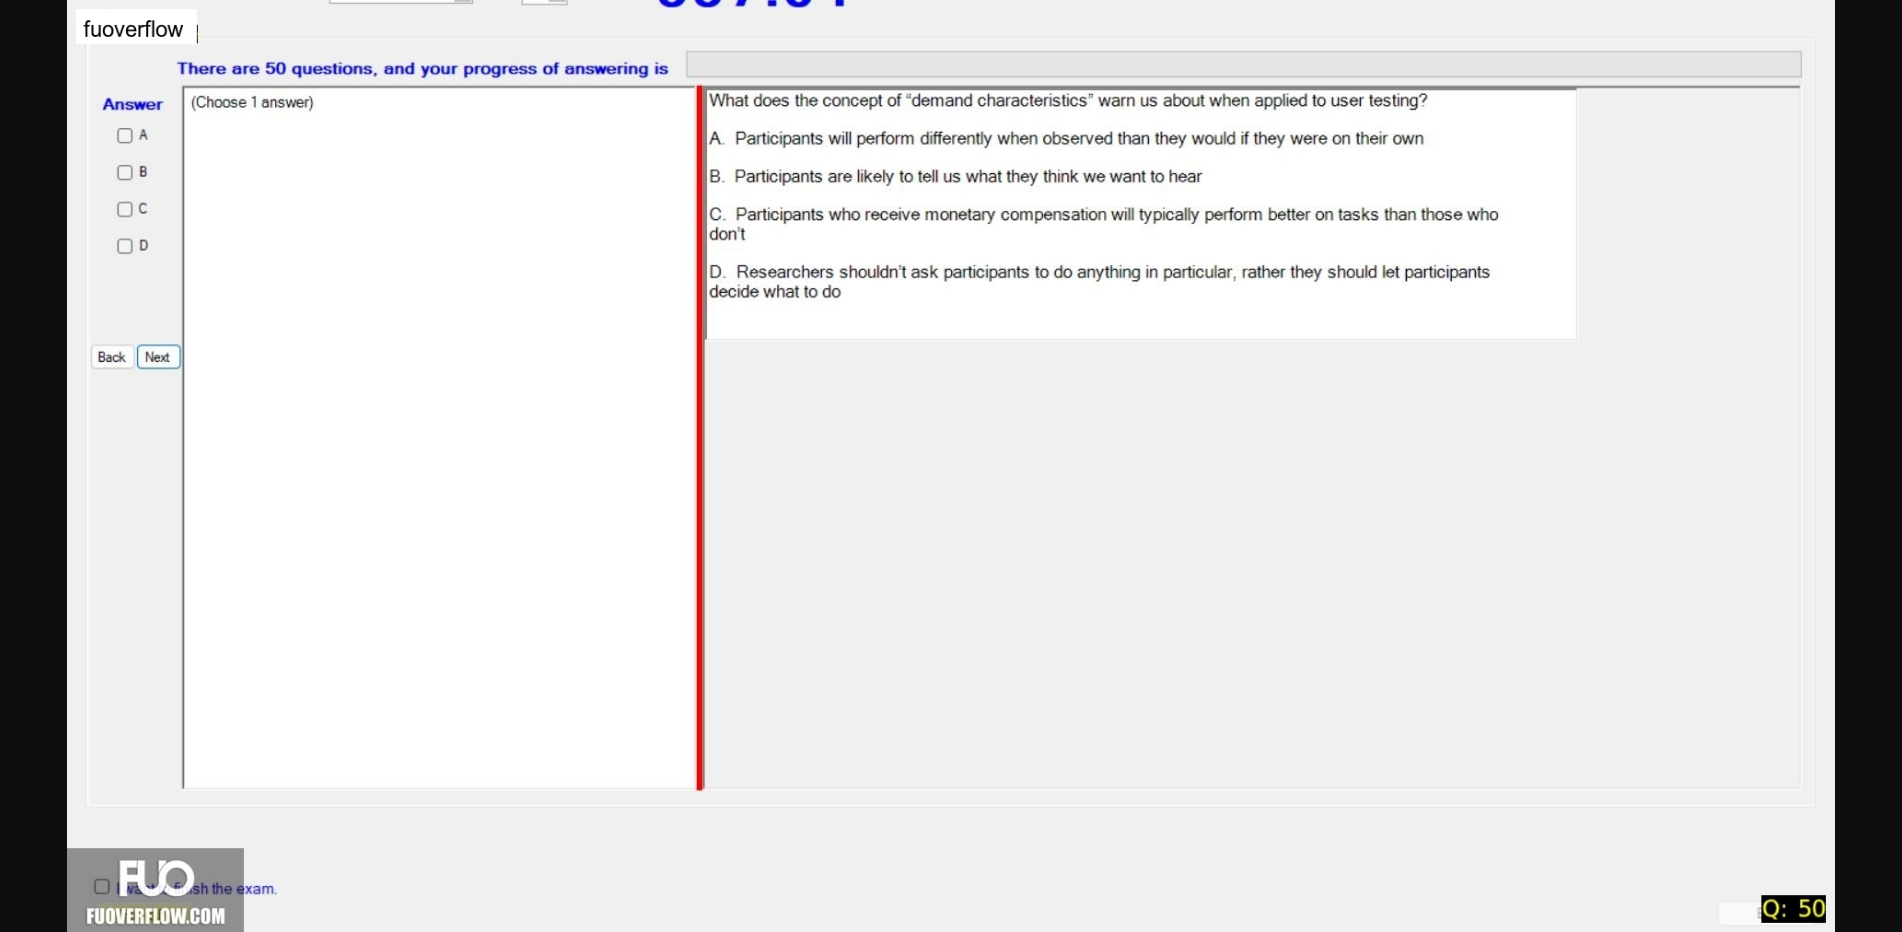 fuoverflow
There are 50 questions, and your progress of answering is
Answer
(Choose 1 answer)
A
B
C
D
Back
Next
What does the concept of “demand characteristics” warn us about when applied to user testing?
A. Participants will perform differently when observed than they would if they were on their own
B. Participants are likely to tell us what they think we want to hear
C. Participants who receive monetary compensation will typically perform better on tasks than those who
don’t
D. Researchers shouldn’t ask participants to do anything in particular, rather they should let participants
decide what to do
FUO
the exam.
FUOVERFLOW.COM
Q: 50